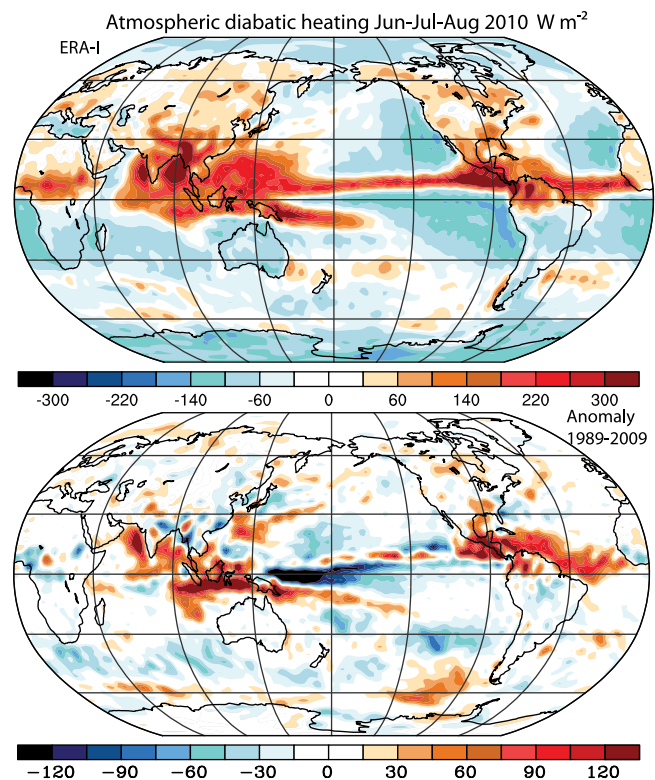 Atmospheric diabatic heating Jun-Jul-Aug 2010 W m⁻²
ERA-I
-300 -220 -140 -60 0 60 140 220 300
Anomaly
1989-2009
−120 −90 −60 −30 0 30 60 90 120